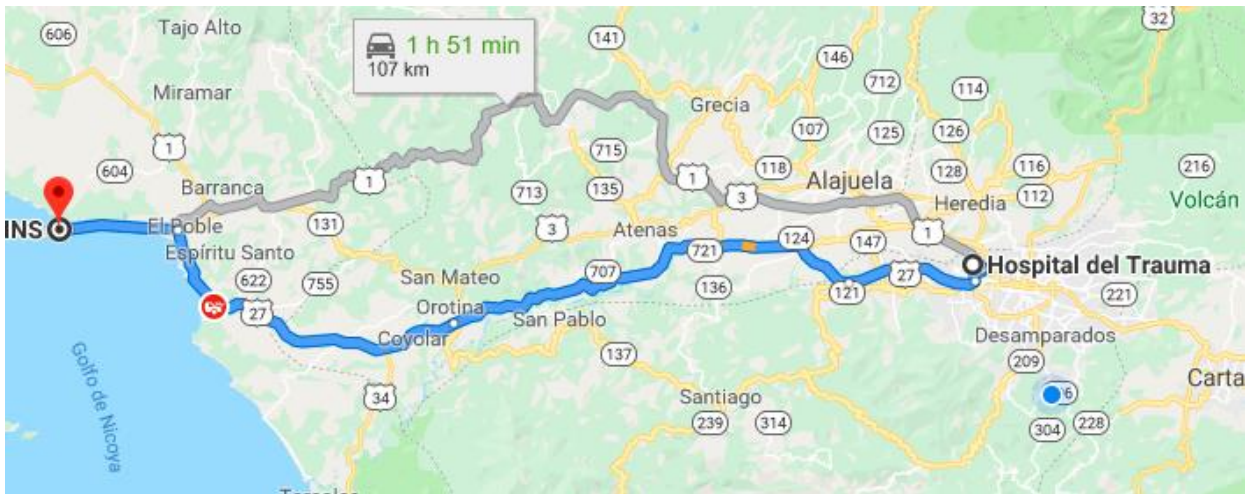 606
Tajo Alto
1 h 51 min
107 km
141
146
32
Miramar
712
114
Grecia
107
125
126
1
604
715
118
128
116
216
Barranca
1
713
135
1
Alajuela
112
Volcán
INS
El Roble
131
3
3
Heredia
Espíritu Santo
Atenas
124
147
1
721
Hospital del Trauma
622
755
San Mateo
707
136
27
121
221
27
Orotina
San Pablo
Desamparados
Coyolar
137
209
Golfo de Nicoya
34
Santiago
Carta
239
314
304
228